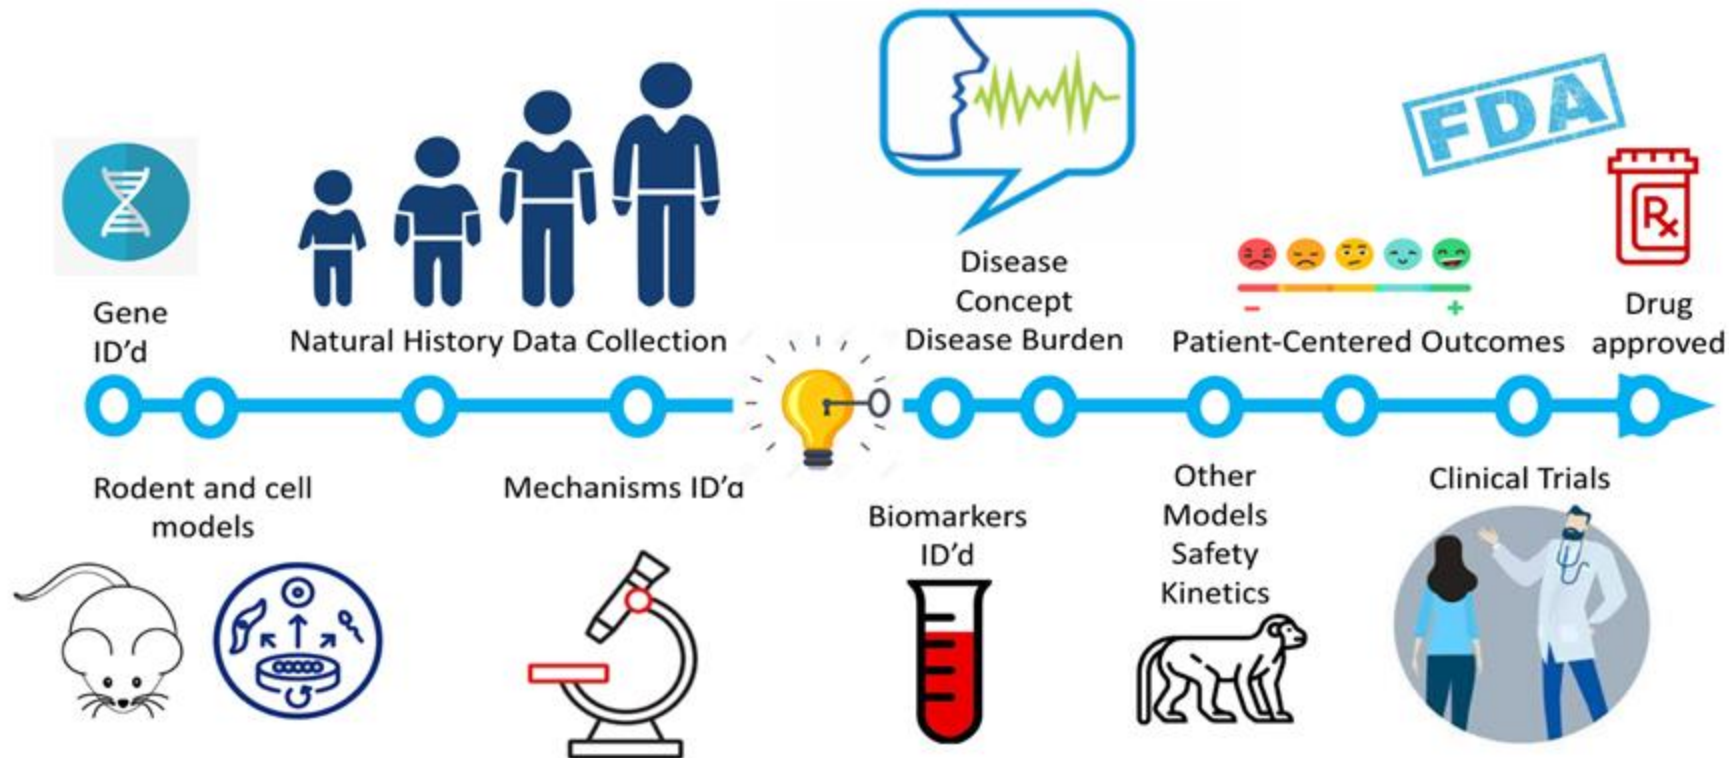 FDA
Rx
Gene
ID’d
Natural History Data Collection
Disease
Concept
Disease Burden
Patient-Centered Outcomes
Drug
approved
Rodent and cell
models
Mechanisms ID’d
Biomarkers
ID’d
Other
Models
Safety
Kinetics
Clinical Trials